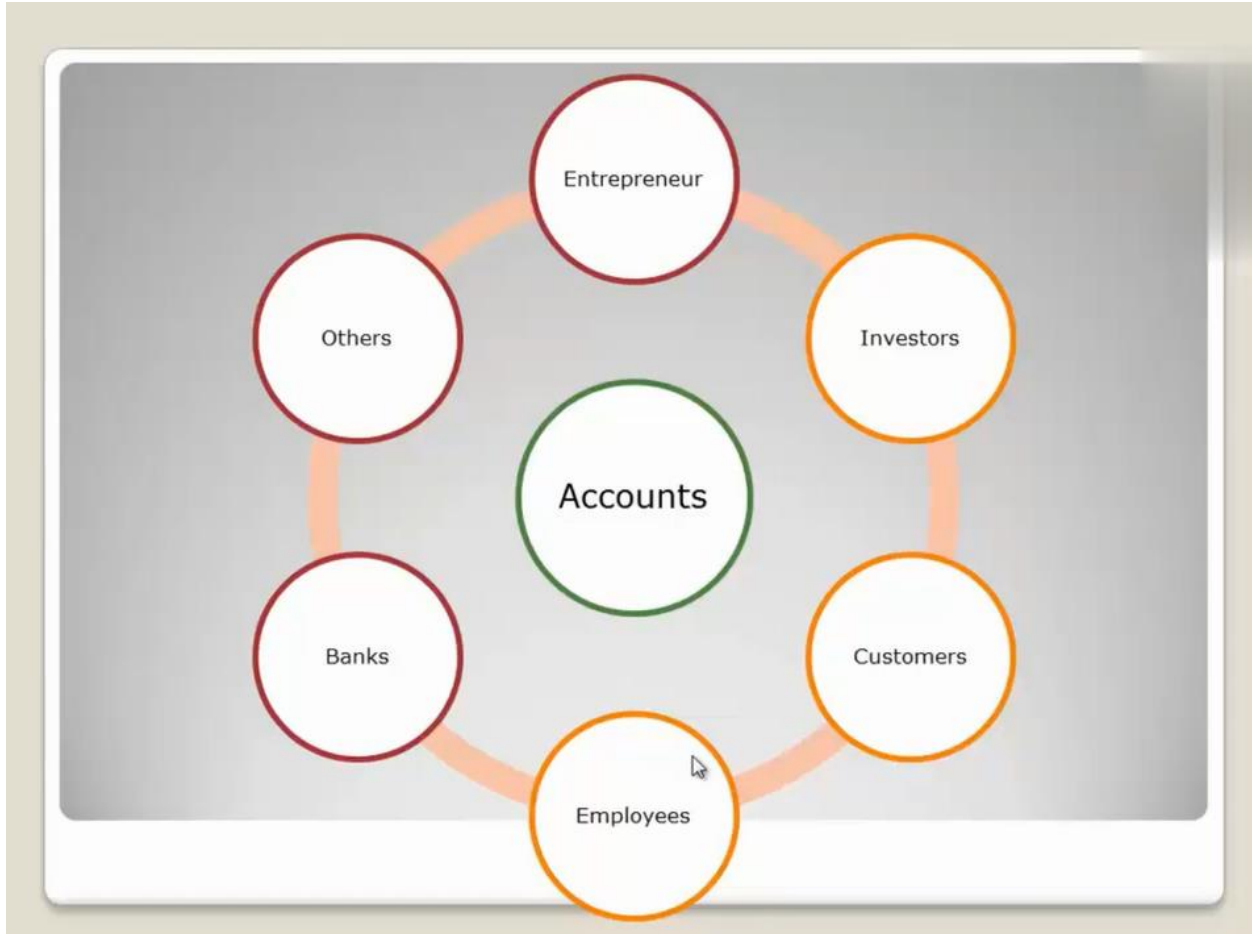 Entrepreneur
Others
Investors
Accounts
Banks
Customers
Employees